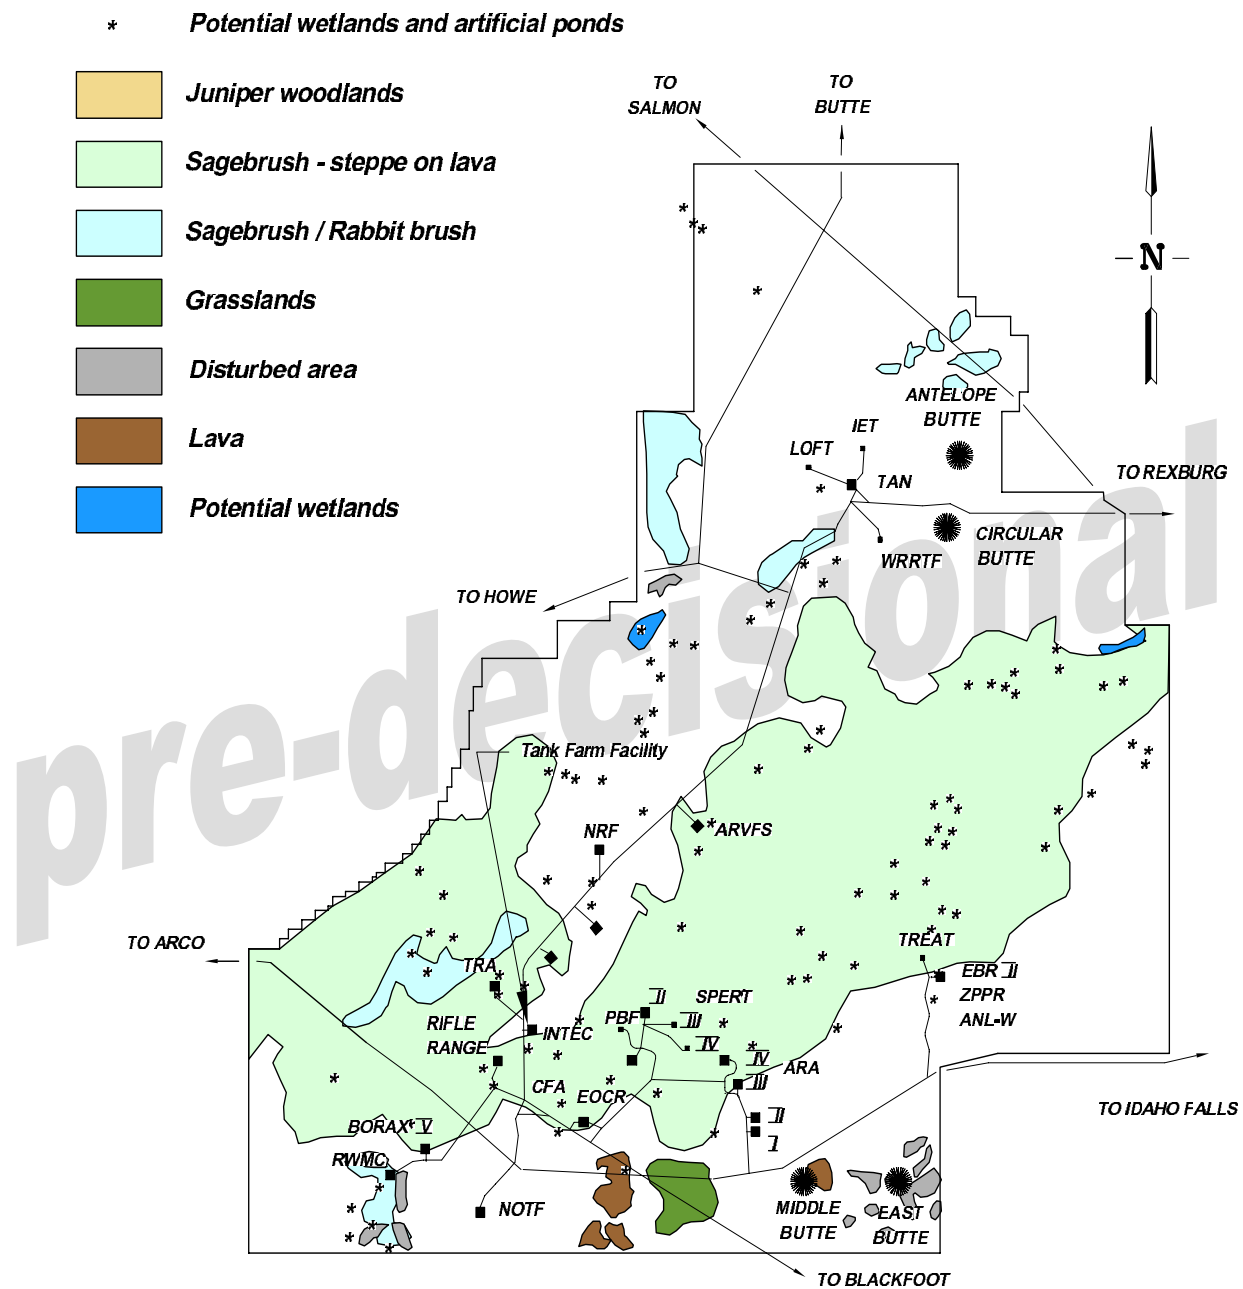 * Potential wetlands and artificial ponds
Juniper woodlands
Sagebrush - steppe on lava
Sagebrush / Rabbit brush
Grasslands
Disturbed area
Lava
Potential wetlands
TO
SALMON
TO
BUTTE
N
ANTELOPE
BUTTE
IET
LOFT
TAN
TO REXBURG
CIRCULAR
BUTTE
WRRTF
TO HOWE
pre-decisional
Tank Farm Facility
NRF
ARVFS
TO ARCO
TRA
TREAT
EBR II
ZPPR
ANL-W
SPERT
II
III
IV
PBF
RIFLE
RANGE
INTEC
IV
ARA
III
CFA
EOCR
II
I
TO IDAHO FALLS
BORAX V
RWMC
NOTF
MIDDLE
BUTTE
EAST
BUTTE
TO BLACKFOOT